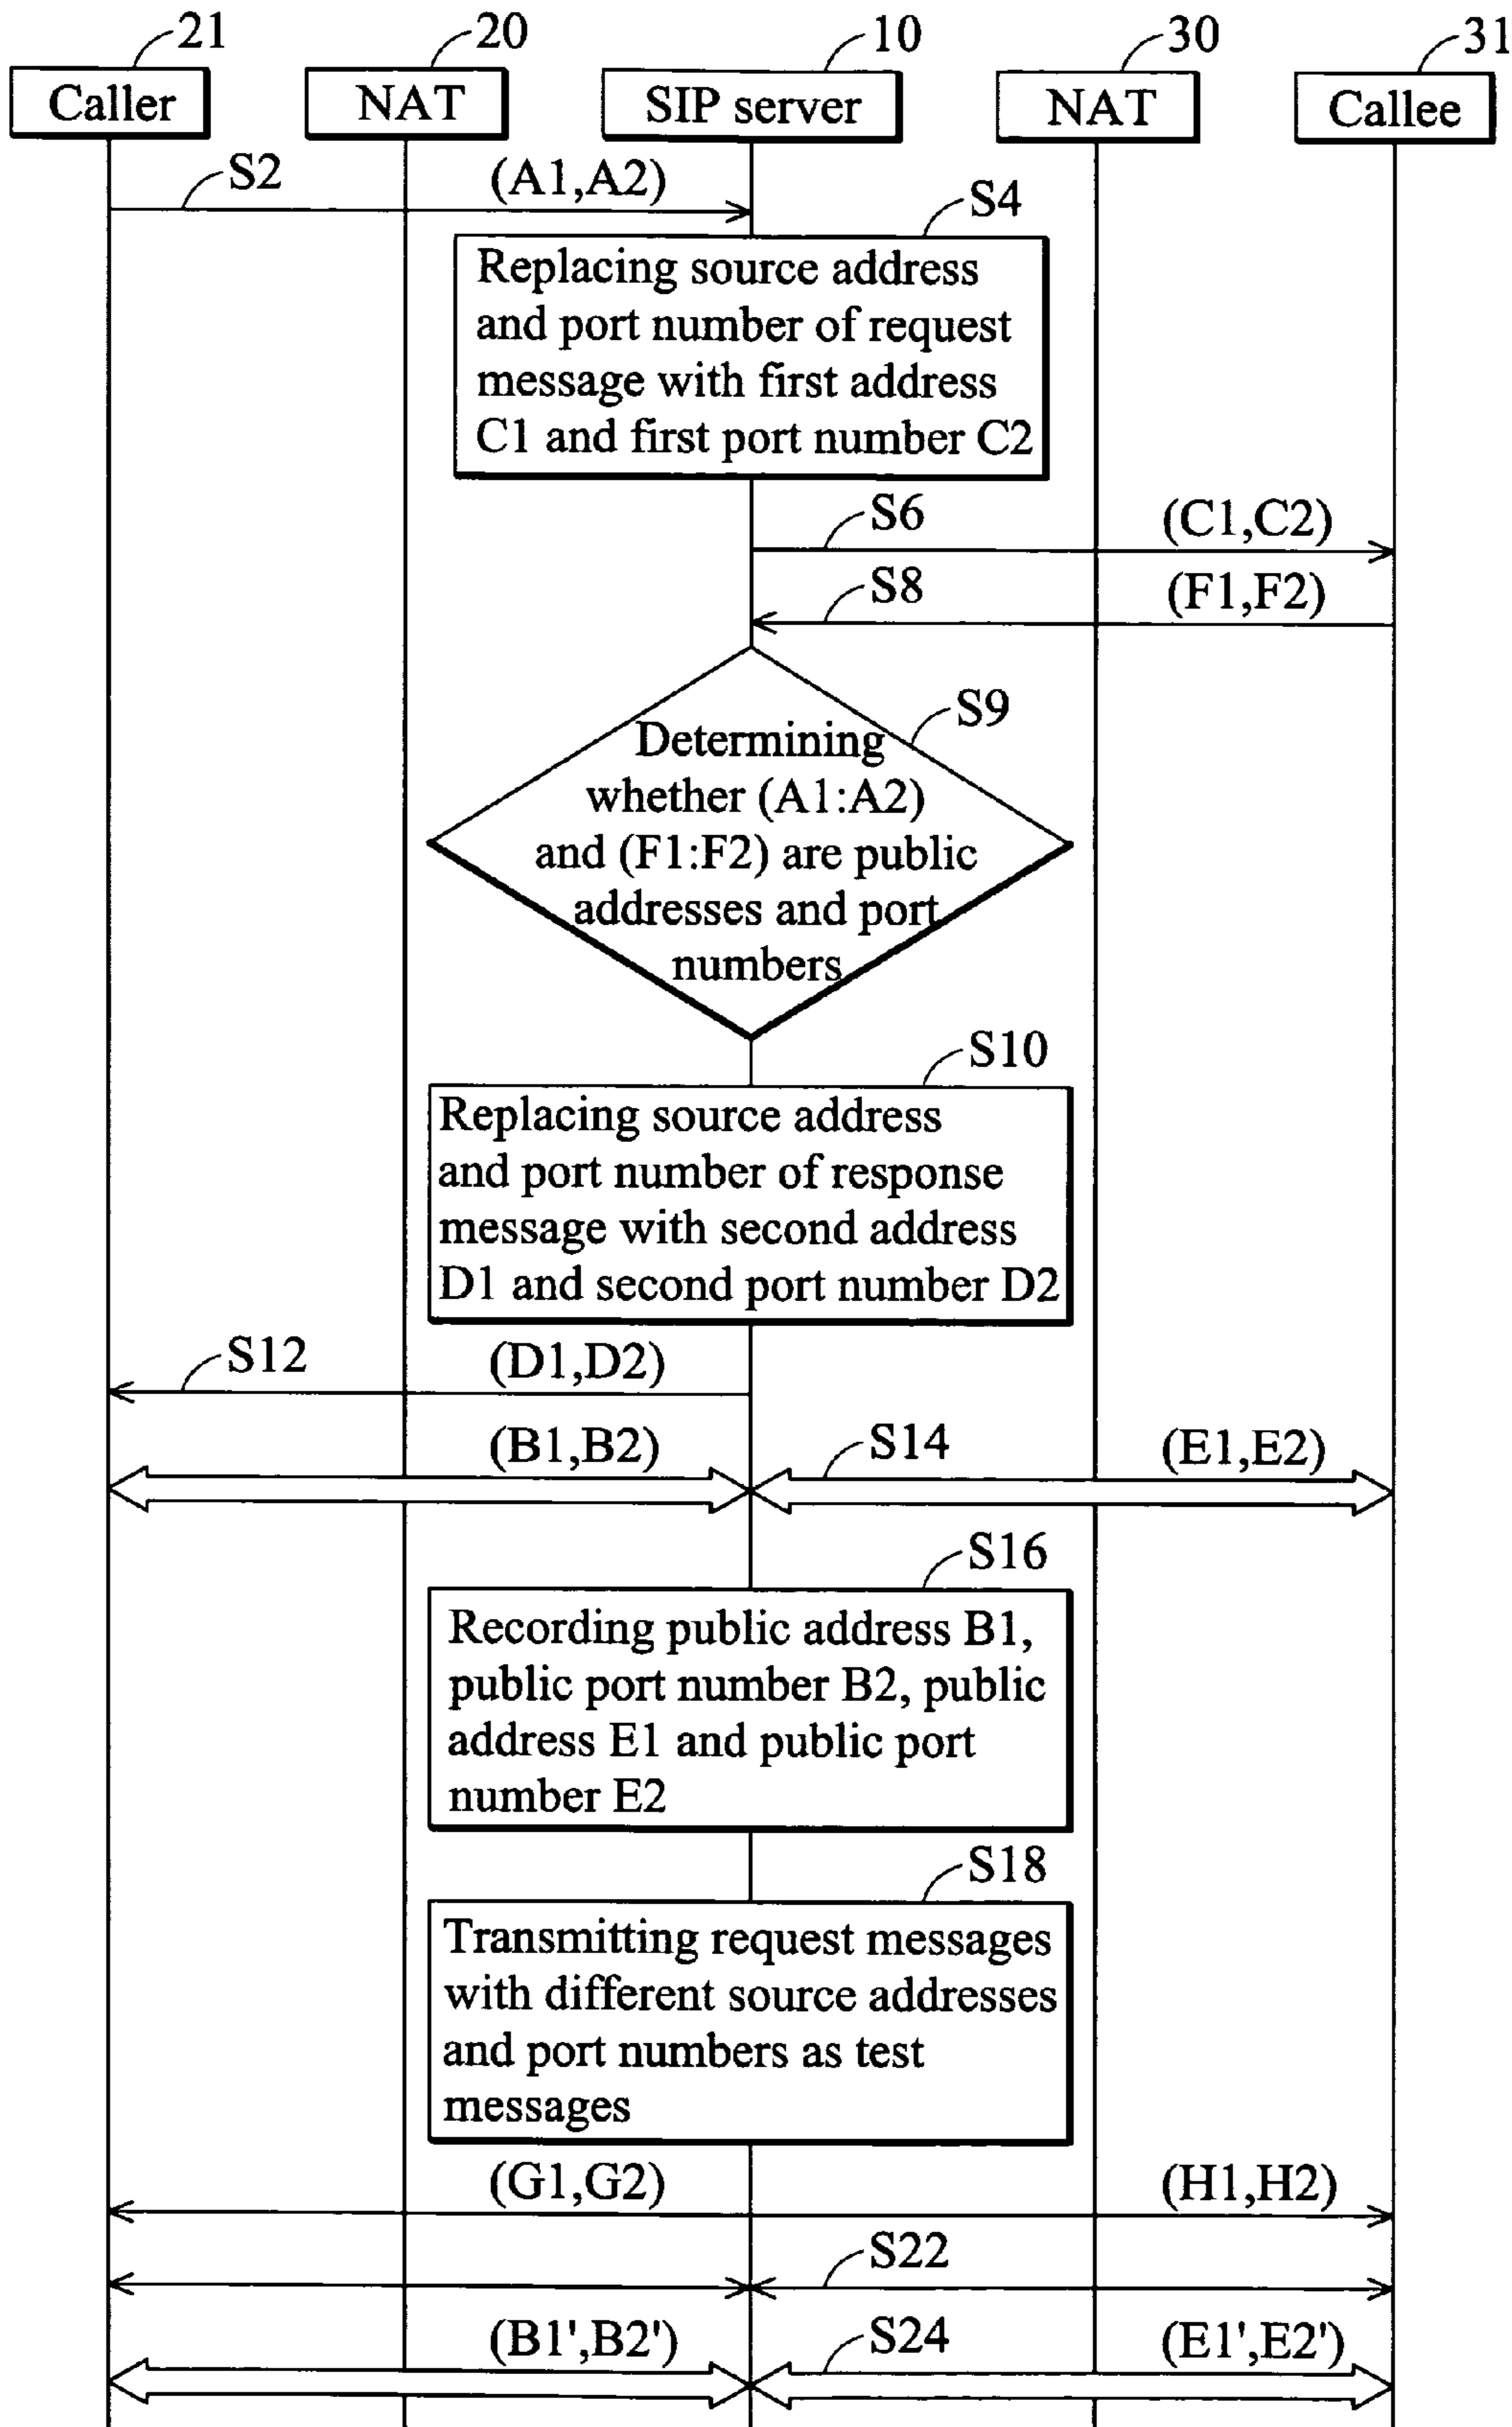 21
20
10
30
31
Caller
NAT
SIP server
NAT
Callee
S2
(A1,A2)
S4
Replacing source address
and port number of request
message with first address
C1 and first port number C2
S6
(C1,C2)
S8
(F1,F2)
S9
Determining
whether (A1:A2)
and (F1:F2) are public
addresses and port
numbers
S10
Replacing source address
and port number of response
message with second address
D1 and second port number D2
S12
(D1,D2)
(B1,B2)
S14
(E1,E2)
S16
Recording public address B1,
public port number B2, public
address E1 and public port
number E2
S18
Transmitting request messages
with different source addresses
and port numbers as test
messages
(G1,G2)
(H1,H2)
S22
(B1',B2')
S24
(E1',E2')